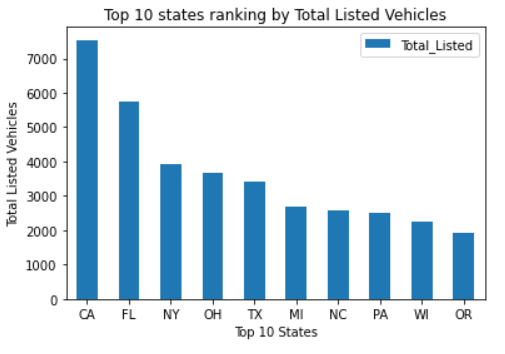 Top 10 states ranking by Total Listed Vehicles
Total_Listed
Total Listed Vehicles
7000
6000
5000
4000
3000
2000
1000
0
CA FL NY OH TX MI NC PA WI OR
Top 10 States